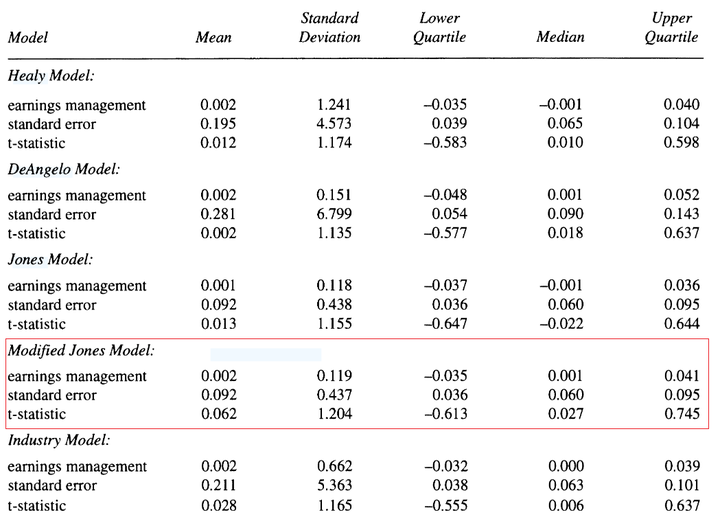 Model Mean Standard Deviation Lower Quartile Median Upper Quartile
Healy Model:
earnings management 0.002 1.241 –0.035 –0.001 0.040
standard error 0.195 4.573 0.039 0.065 0.104
t-statistic 0.012 1.174 –0.583 0.010 0.598
DeAngelo Model:
earnings management 0.002 0.151 –0.048 0.001 0.052
standard error 0.281 6.799 0.054 0.090 0.143
t-statistic 0.002 1.135 –0.577 0.018 0.637
Jones Model:
earnings management 0.001 0.118 –0.037 –0.001 0.036
standard error 0.092 0.438 0.036 0.060 0.095
t-statistic 0.013 1.155 –0.647 –0.022 0.644
Modified Jones Model:
earnings management 0.002 0.119 –0.035 0.001 0.041
standard error 0.092 0.437 0.036 0.060 0.095
t-statistic 0.062 1.204 –0.613 0.027 0.745
Industry Model:
earnings management 0.002 0.662 –0.032 0.000 0.039
standard error 0.211 5.363 0.038 0.063 0.101
t-statistic 0.028 1.165 –0.555 0.006 0.637